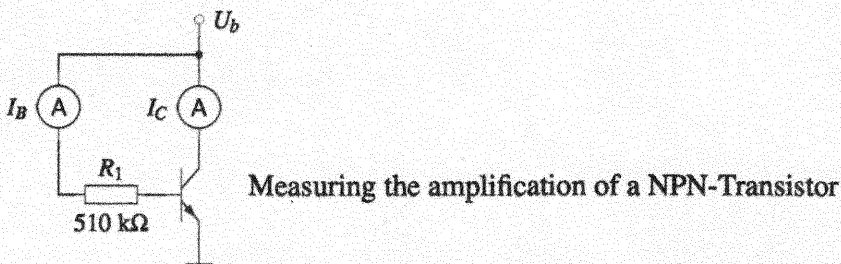 U_b
I_B A I_C A
R_1
510 kΩ
Measuring the amplification of a NPN-Transistor